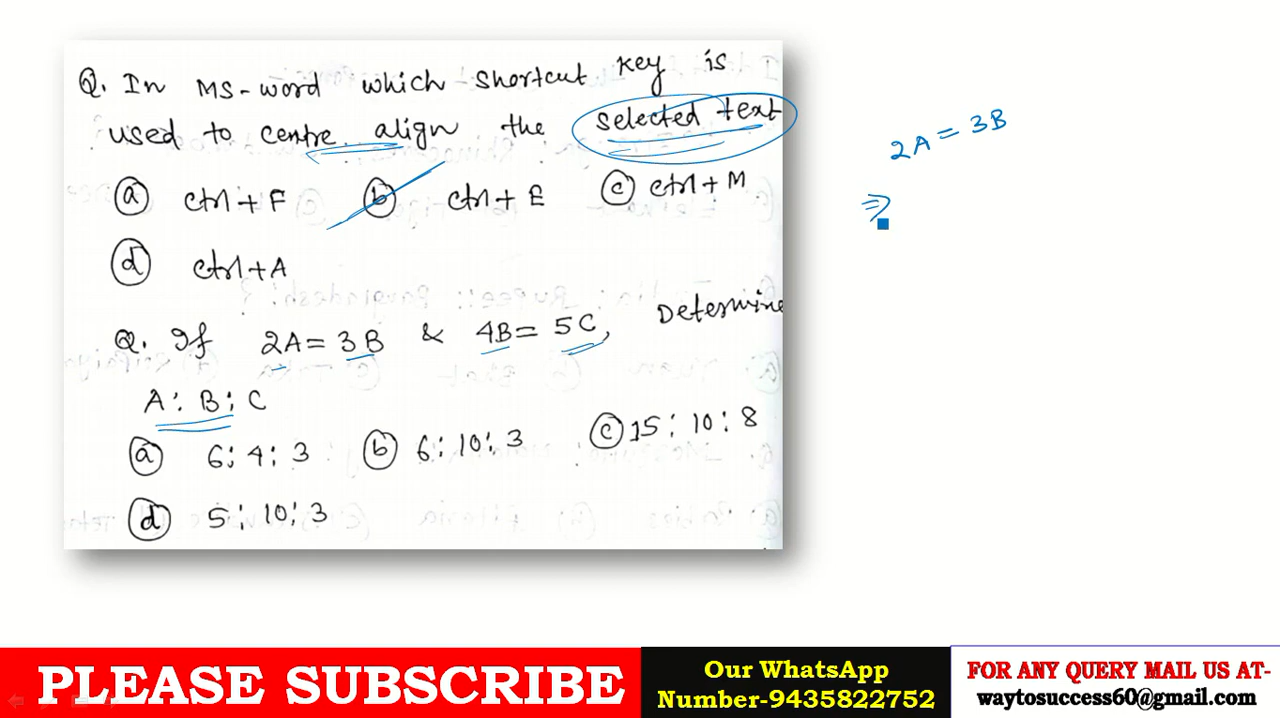 Q. In MS-word which shortcut key is
used to centre align the selected text
(a) ctrl+F (b) ctrl+E (c) ctrl+M
(d) ctrl+A
Q. If 2A=3B & 4B=5C, Determine
A:B:C
(a) 6:4:3 (b) 6:10:3 (c) 15:10:8
(d) 5:10:3
2A=3B
⇒
PLEASE SUBSCRIBE
Our WhatsApp
Number-9435822752
FOR ANY QUERY MAIL US AT-
waytosuccess60@gmail.com